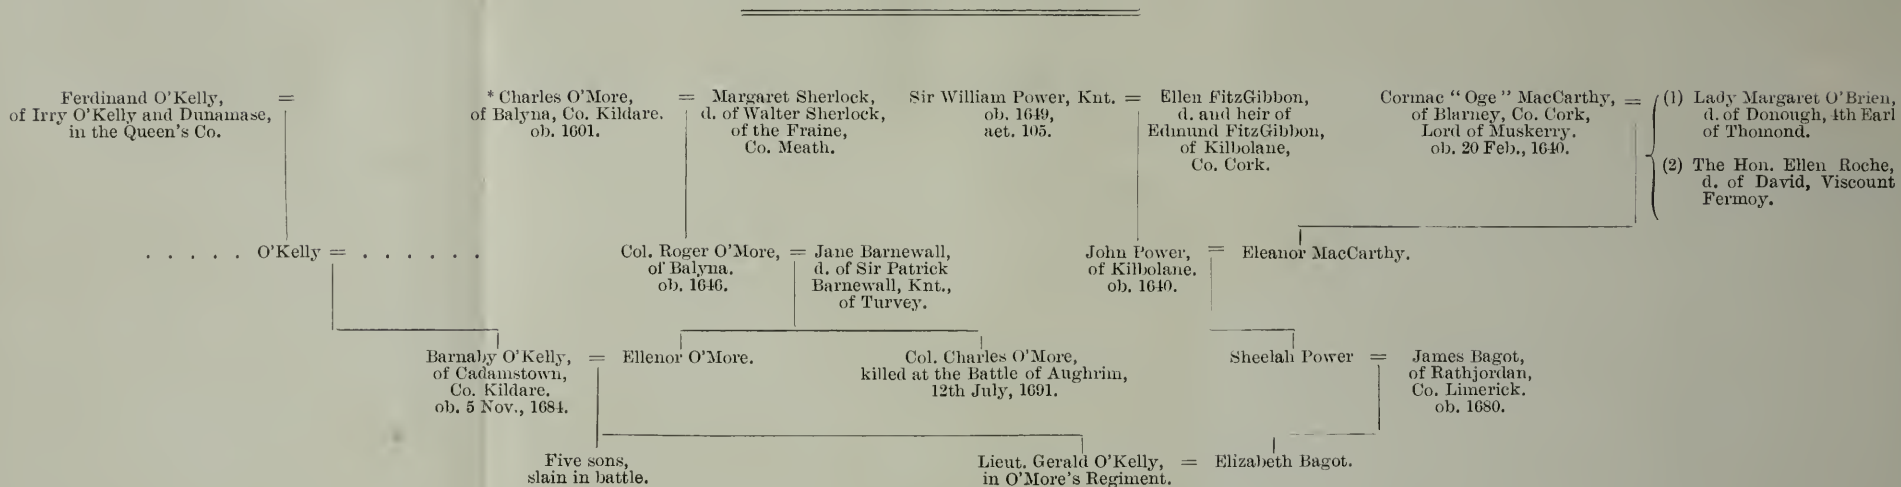 Ferdinand O'Kelly, =
of Irry O'Kelly and Dunamase,
in the Queen's Co.
* Charles O'More, =
of Balyna, Co. Kildare.
ob. 1601.
Margaret Sherlock,
d. of Walter Sherlock,
of the Fraine,
Co. Meath.
Sir William Power, Knt. =
ob. 1649,
aet. 105.
Ellen FitzGibbon,
d. and heir of
Edmund FitzGibbon,
of Kilbolane,
Co. Cork.
Cormac "Oge" MacCarthy, =
of Blarney, Co. Cork,
Lord of Muskerry.
ob. 20 Feb., 1640.
(1) Lady Margaret O'Brien,
d. of Donough, 4th Earl
of Thomond.
(2) The Hon. Ellen Roche,
d. of David, Viscount
Fermoy.
. . . . . O'Kelly = . . . . . .
Col. Roger O'More, =
of Balyna.
ob. 1646.
Jane Barnewall,
d. of Sir Patrick
Barnewall, Knt.,
of Turvey.
John Power, =
of Kilbolane.
ob. 1640.
Eleanor MacCarthy.
Barnaby O'Kelly, =
of Cadamstown,
Co. Kildare.
ob. 5 Nov., 1684.
Ellenor O'More.
Col. Charles O'More,
killed at the Battle of Aughrim,
12th July, 1691.
Sheelah Power =
James Bagot,
of Rathjordan,
Co. Limerick.
ob. 1680.
Five sons,
slain in battle.
Lieut. Gerald O'Kelly, =
in O'More's Regiment.
Elizabeth Bagot.